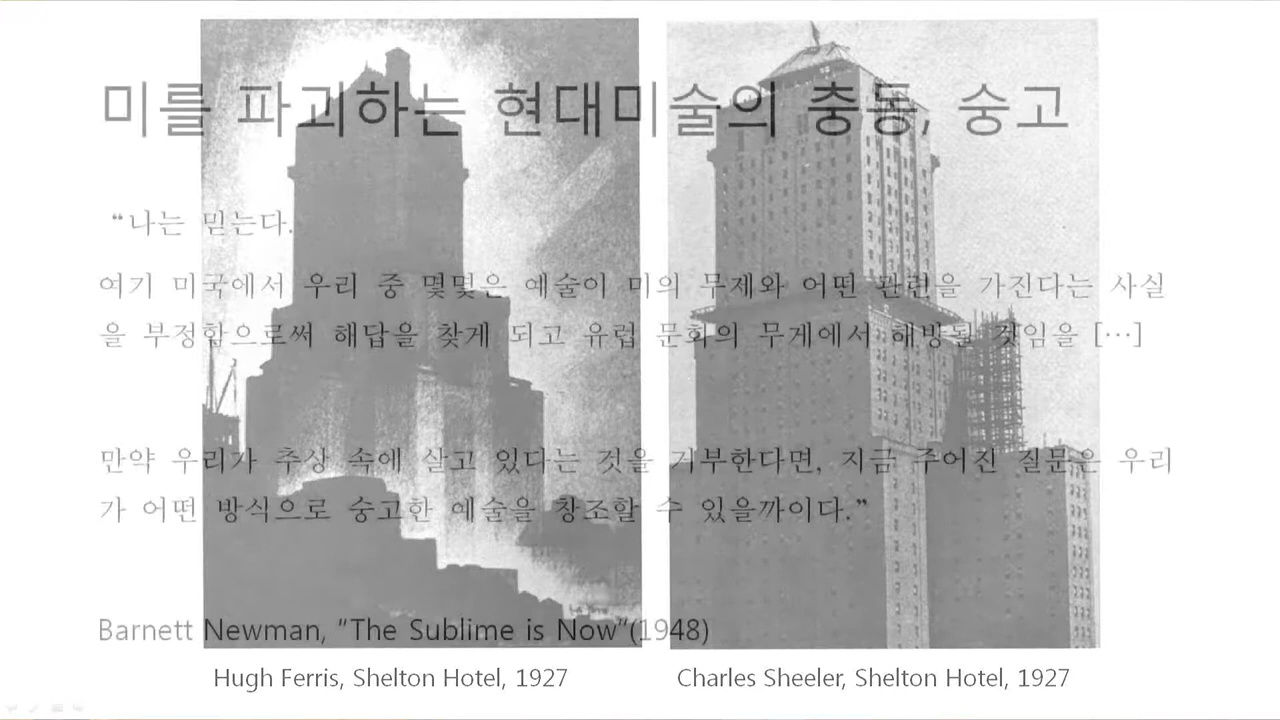 미를 파괴하는 현대미술의 충동, 숭고
“나는 믿는다.
여기 미국에서 우리 중 몇몇은 예술이 미의 무제와 어떤 관련을 가진다는 사실
을 부정함으로써 해답을 찾게 되고 유럽 문화의 무게에서 해방될 것임을 […]
만약 우리가 추상 속에 살고 있다는 것을 거부한다면, 지금 주어진 질문은 우리
가 어떤 방식으로 숭고한 예술을 창조할 수 있을까이다.”
Barnett Newman, “The Sublime is Now“(1948)
Hugh Ferris, Shelton Hotel, 1927
Charles Sheeler, Shelton Hotel, 1927